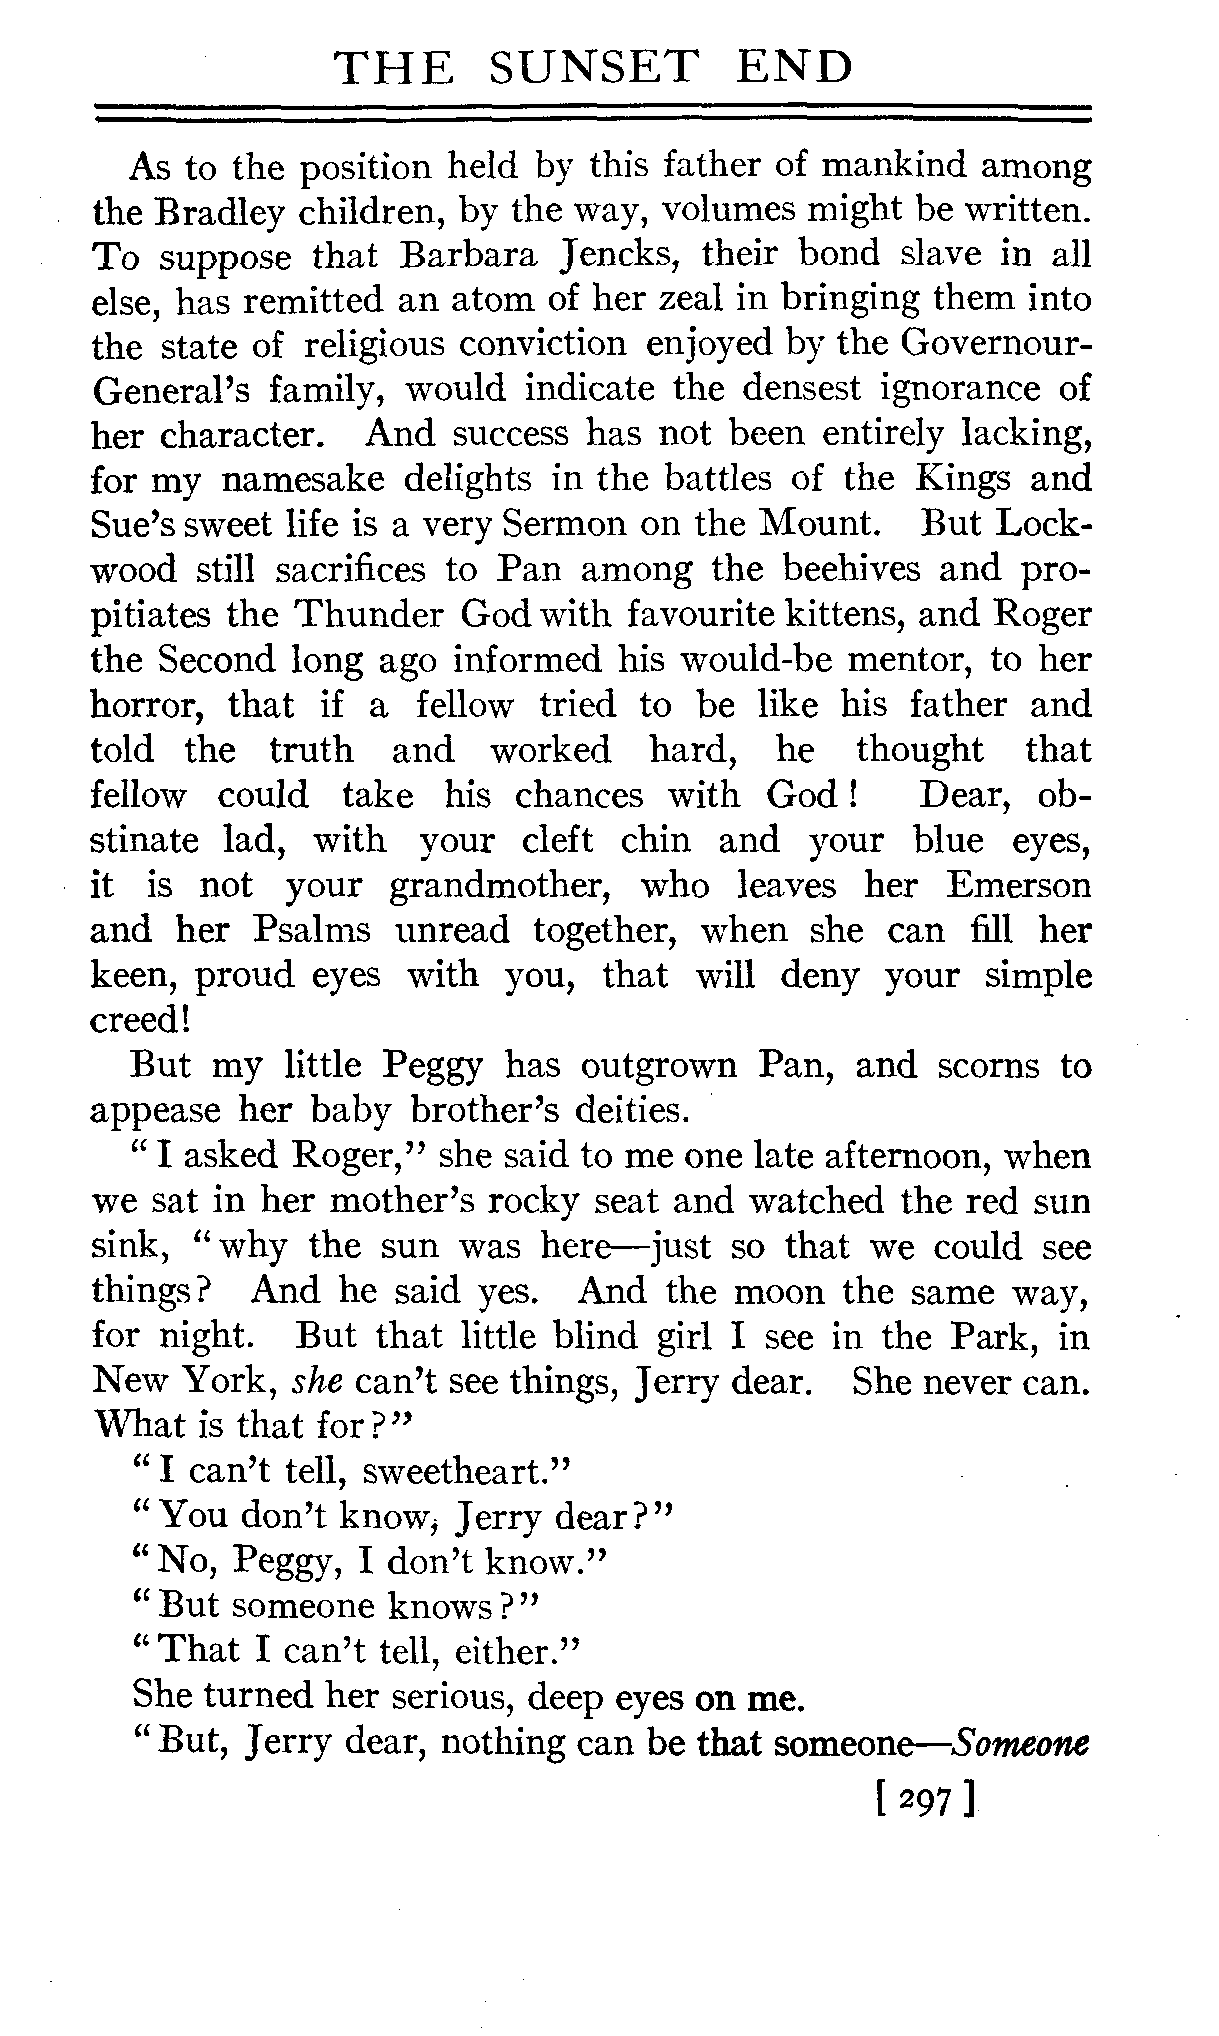 THE SUNSET END
As to the position held by this father of mankind among
the Bradley children, by the way, volumes might be written.
To suppose that Barbara Jencks, their bond slave in all
else, has remitted an atom of her zeal in bringing them into
the state of religious conviction enjoyed by the Governour-
General's family, would indicate the densest ignorance of
her character. And success has not been entirely lacking,
for my namesake delights in the battles of the Kings and
Sue's sweet life is a very Sermon on the Mount. But Lock-
wood still sacrifices to Pan among the beehives and pro-
pitiates the Thunder God with favourite kittens, and Roger
the Second long ago informed his would-be mentor, to her
horror, that if a fellow tried to be like his father and
told the truth and worked hard, he thought that
fellow could take his chances with God! Dear, ob-
stinate lad, with your cleft chin and your blue eyes,
it is not your grandmother, who leaves her Emerson
and her Psalms unread together, when she can fill her
keen, proud eyes with you, that will deny your simple
creed!
But my little Peggy has outgrown Pan, and scorns to
appease her baby brother's deities.
"I asked Roger," she said to me one late afternoon, when
we sat in her mother's rocky seat and watched the red sun
sink, "why the sun was here—just so that we could see
things? And he said yes. And the moon the same way,
for night. But that little blind girl I see in the Park, in
New York, she can't see things, Jerry dear. She never can.
What is that for?"
"I can't tell, sweetheart."
"You don't know, Jerry dear?"
"No, Peggy, I don't know."
"But someone knows?"
"That I can't tell, either."
She turned her serious, deep eyes on me.
"But, Jerry dear, nothing can be that someone—Someone
[297]